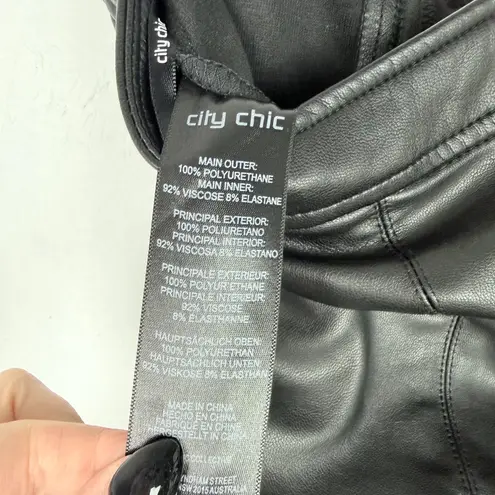 city chic
city chic
MAIN OUTER:
100% POLYURETHANE
MAIN INNER:
92% VISCOSE 8% ELASTANE
PRINCIPAL EXTERIOR:
100% POLIURETANO
PRINCIPAL INTERIOR:
92% VISCOSA 8% ELASTANO
PRINCIPALE EXTERIEUR:
100% POLYURETHANE
PRINCIPALE INTERIEUR:
92% VISCOSE
8% ELASTHANNE
HAUPTSÄCHLICH OBEN:
100% POLYURETHAN
HAUPTSÄCHLICH UNTEN:
92% VISKOSE 8% ELASTHAN
MADE IN CHINA
HECHO EN CHINA
EN CHINE
IN CHINA
STREET
NSW 2015 AUSTRALIA